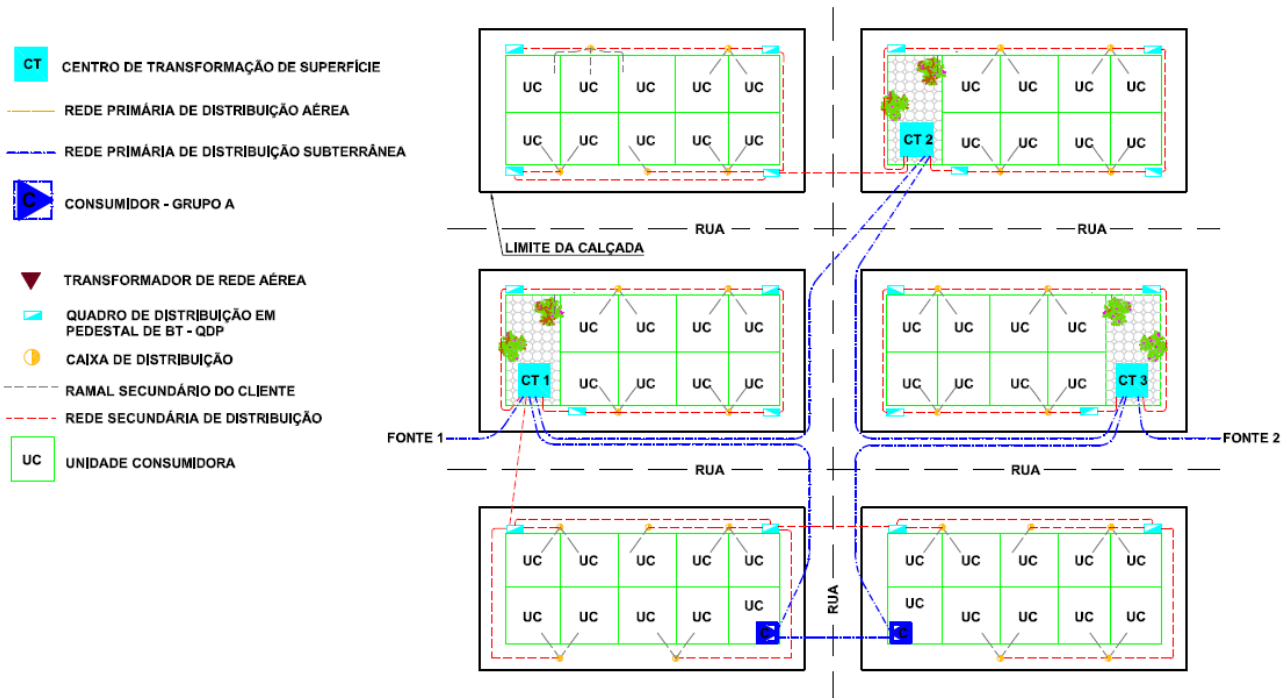 CT CENTRO DE TRANSFORMAÇÃO DE SUPERFÍCIE
REDE PRIMÁRIA DE DISTRIBUIÇÃO AÉREA
REDE PRIMÁRIA DE DISTRIBUIÇÃO SUBTERRÂNEA
C CONSUMIDOR - GRUPO A
TRANSFORMADOR DE REDE AÉREA
QUADRO DE DISTRIBUIÇÃO EM
PEDESTAL DE BT - QDP
CAIXA DE DISTRIBUIÇÃO
RAMAL SECUNDÁRIO DO CLIENTE
REDE SECUNDÁRIA DE DISTRIBUIÇÃO
UC UNIDADE CONSUMIDORA
UC UC UC UC UC
UC UC UC UC UC
UC UC UC UC
CT 2 UC UC UC UC
LIMITE DA CALÇADA
RUA
RUA
UC UC UC UC
CT 1 UC UC UC UC
UC UC UC UC
UC UC UC UC CT 3
FONTE 1
FONTE 2
RUA
RUA
UC UC UC UC UC
UC UC UC UC UC
C
RUA
UC UC UC UC UC
UC UC UC UC UC
C